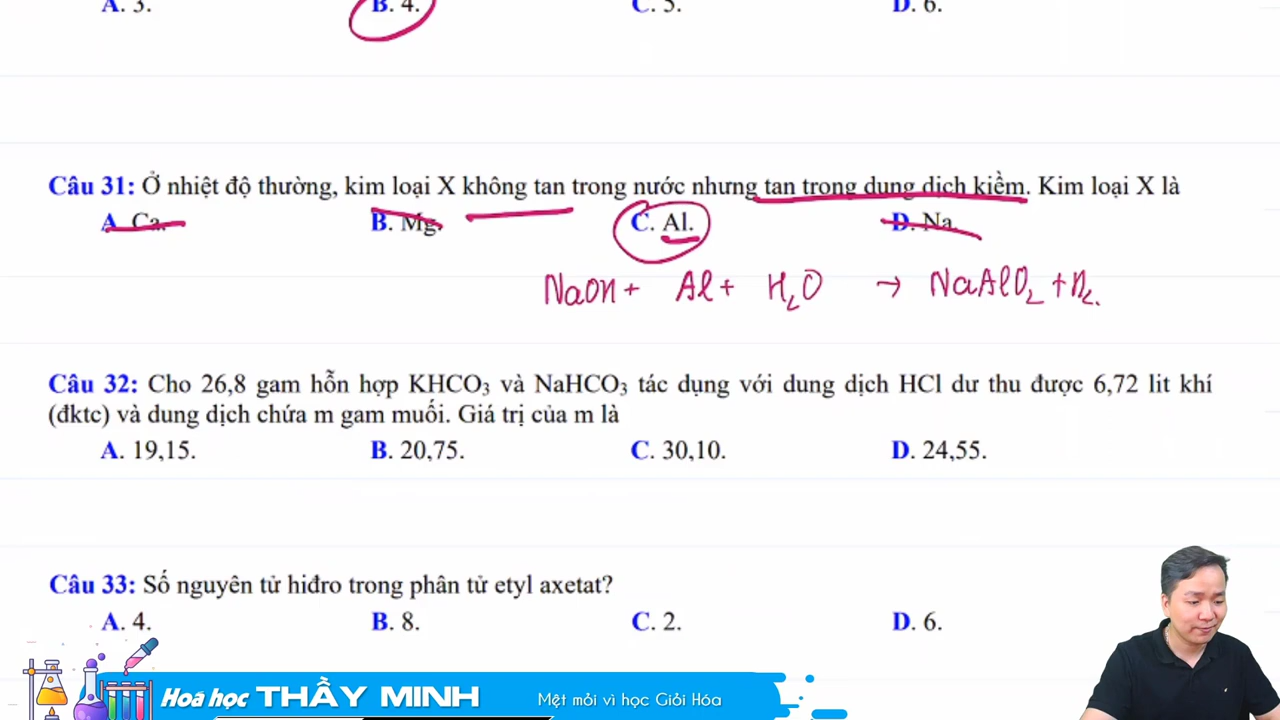 A. 3. B. 4. C. 5. D. 6.
Câu 31: Ở nhiệt độ thường, kim loại X không tan trong nước nhưng tan trong dung dịch kiềm. Kim loại X là
A. Ca. B. Mg. C. Al. D. Na.
NaOH + Al + H₂O → NaAlO₂ + H₂.
Câu 32: Cho 26,8 gam hỗn hợp KHCO₃ và NaHCO₃ tác dụng với dung dịch HCl dư thu được 6,72 lit khí
(đktc) và dung dịch chứa m gam muối. Giá trị của m là
A. 19,15. B. 20,75. C. 30,10. D. 24,55.
Câu 33: Số nguyên tử hiđro trong phân tử etyl axetat?
A. 4. B. 8. C. 2. D. 6.
Hoá học THẦY MINH Mệt mỏi vì học Giỏi Hóa